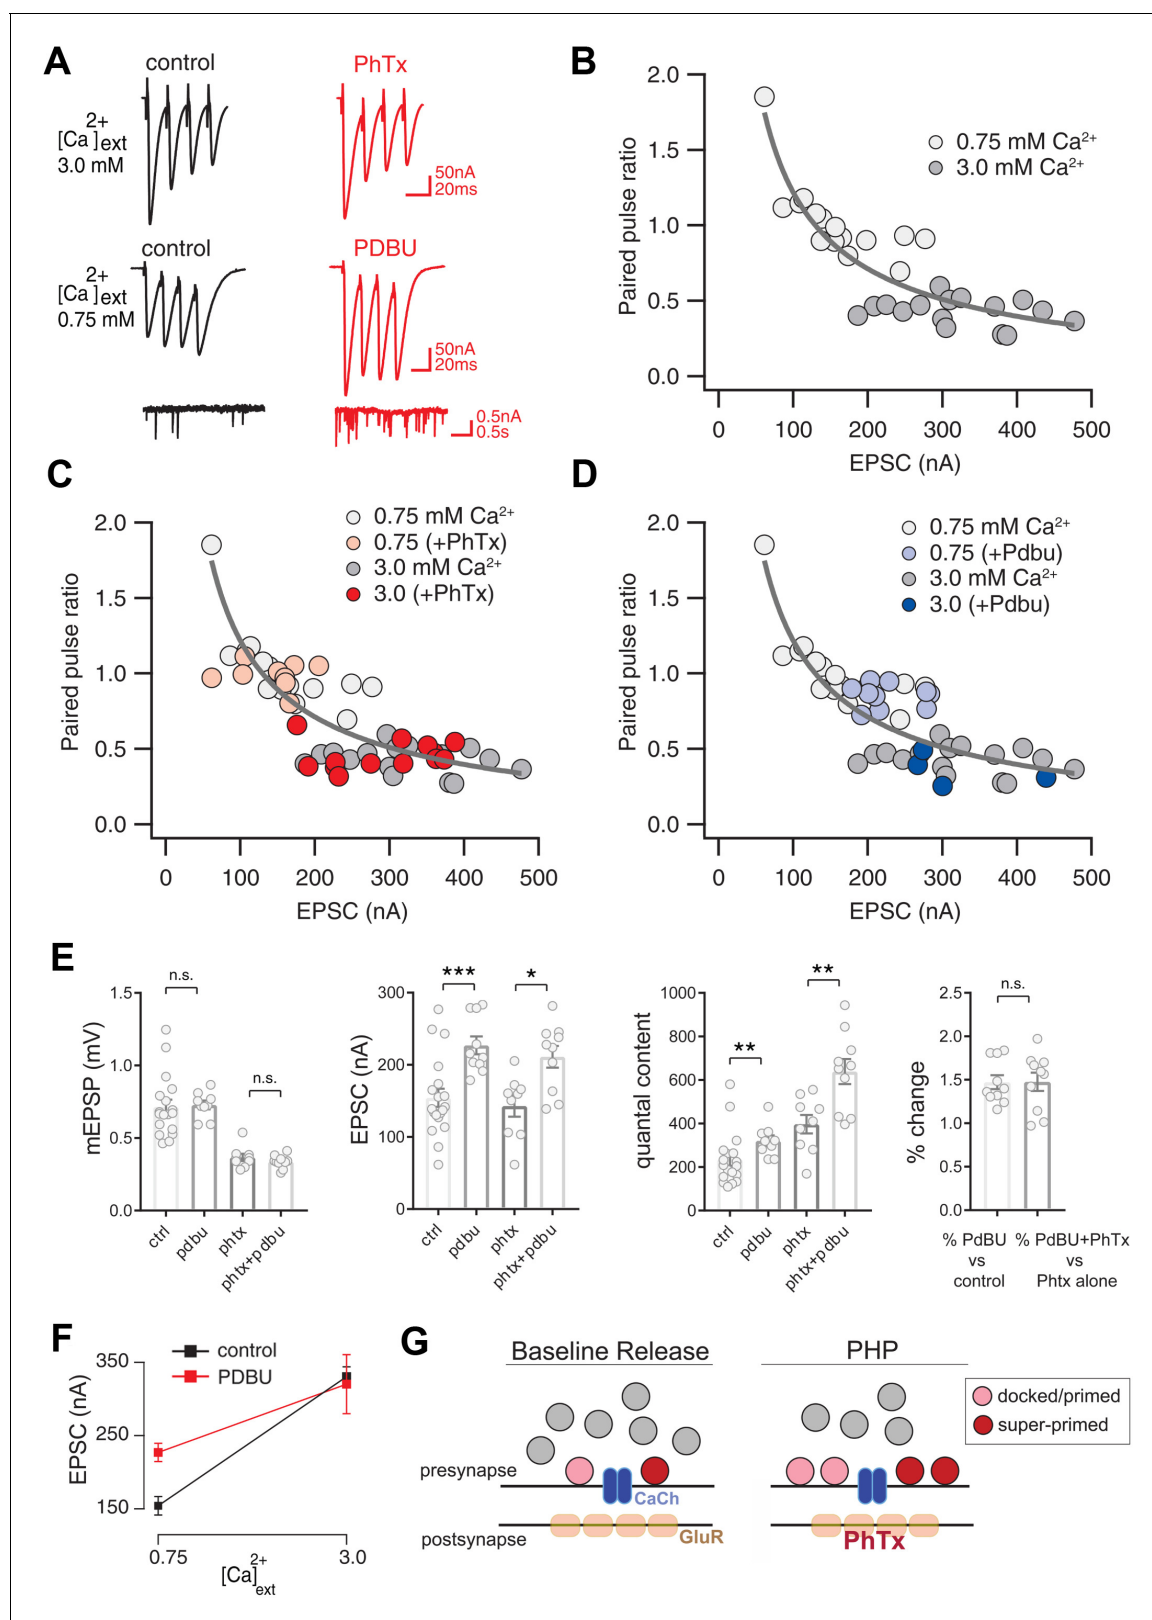 A
control
PhTx
2+
[Ca]ext
3.0 mM
50nA
20ms
control
PDBU
2+
[Ca]ext
0.75 mM
50nA
20ms
0.5nA
0.5s
B
2.0
1.5
1.0
0.5
0.0
Paired pulse ratio
0.75 mM Ca2+
3.0 mM Ca2+
0 100 200 300 400 500
EPSC (nA)
C
2.0
1.5
1.0
0.5
0.0
Paired pulse ratio
0.75 mM Ca2+
0.75 (+PhTx)
3.0 mM Ca2+
3.0 (+PhTx)
0 100 200 300 400 500
EPSC (nA)
D
2.0
1.5
1.0
0.5
0.0
Paired pulse ratio
0.75 mM Ca2+
0.75 (+Pdbu)
3.0 mM Ca2+
3.0 (+Pdbu)
0 100 200 300 400 500
EPSC (nA)
E
mEPSP (mV)
1.5
1.0
0.5
0.0
n.s.
n.s.
ctrl
pdbu
phtx
phtx+pdbu
EPSC (nA)
300
200
100
0
***
*
ctrl
pdbu
phtx
phtx+pdbu
quantal content
1000
800
600
400
200
0
**
**
ctrl
pdbu
phtx
phtx+pdbu
% change
2.5
2.0
1.5
1.0
0.5
0.0
n.s.
% PdBU
vs
control
% PdBU+PhTx
vs
Phtx alone
F
control
PDBU
EPSC (nA)
350
250
150
0.75
3.0
2+
[Ca]ext
G
Baseline Release
PHP
docked/primed
super-primed
presynapse
CaCh
postsynapse
GluR
PhTx